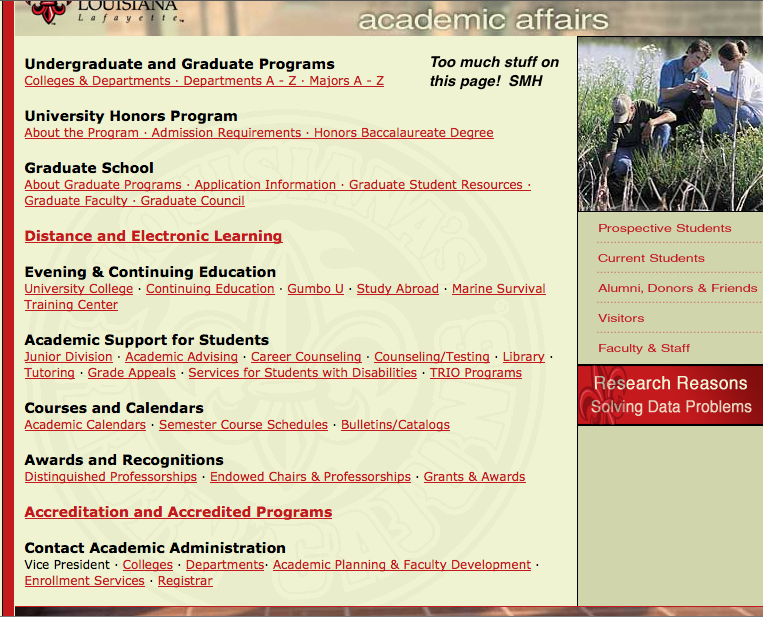 LOUISIANA
Lafayette
academic affairs
Undergraduate and Graduate Programs
Colleges & Departments · Departments A - Z · Majors A - Z
Too much stuff on
this page! SMH
University Honors Program
About the Program · Admission Requirements · Honors Baccalaureate Degree
Graduate School
About Graduate Programs · Application Information · Graduate Student Resources ·
Graduate Faculty · Graduate Council
Distance and Electronic Learning
Evening & Continuing Education
University College · Continuing Education · Gumbo U · Study Abroad · Marine Survival
Training Center
Academic Support for Students
Junior Division · Academic Advising · Career Counseling · Counseling/Testing · Library ·
Tutoring · Grade Appeals · Services for Students with Disabilities · TRIO Programs
Courses and Calendars
Academic Calendars · Semester Course Schedules · Bulletins/Catalogs
Awards and Recognitions
Distinguished Professorships · Endowed Chairs & Professorships · Grants & Awards
Accreditation and Accredited Programs
Contact Academic Administration
Vice President · Colleges · Departments· Academic Planning & Faculty Development ·
Enrollment Services · Registrar
Prospective Students
Current Students
Alumni, Donors & Friends
Visitors
Faculty & Staff
Research Reasons
Solving Data Problems